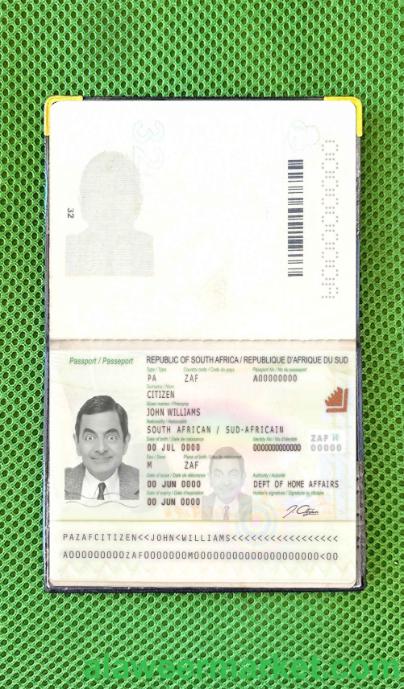 32
32
Passport / Passeport REPUBLIC OF SOUTH AFRICA / REPUBLIQUE D'AFRIQUE DU SUD
Type / Type Country code / Code du pays Passport No / No du passeport
PA ZAF A00000000
Surname / Nom
CITIZEN
Given names / Prénoms
JOHN WILLIAMS
Nationality / Nationalité
SOUTH AFRICAN / SUD-AFRICAIN
Date of birth / Date de naissance Identity No / No d'identité ZAF
00 JUL 0000 0000000000000 00000
Sex / Sexe Place of birth
M ZAF
Date of issue / Date de délivrance Authority / Autorité
00 JUN 0000 DEPT OF HOME AFFAIRS
Date of expiry / Date d'expiration Holder's signature / Signature du titulaire
00 JUN 0000
PAZAFCITIZEN<<JOHN<WILLIAMS<<<<<<<<<<<<<<<<<
A000000000ZAF0000000M0000000000000000000000<00
alaweermarket.com